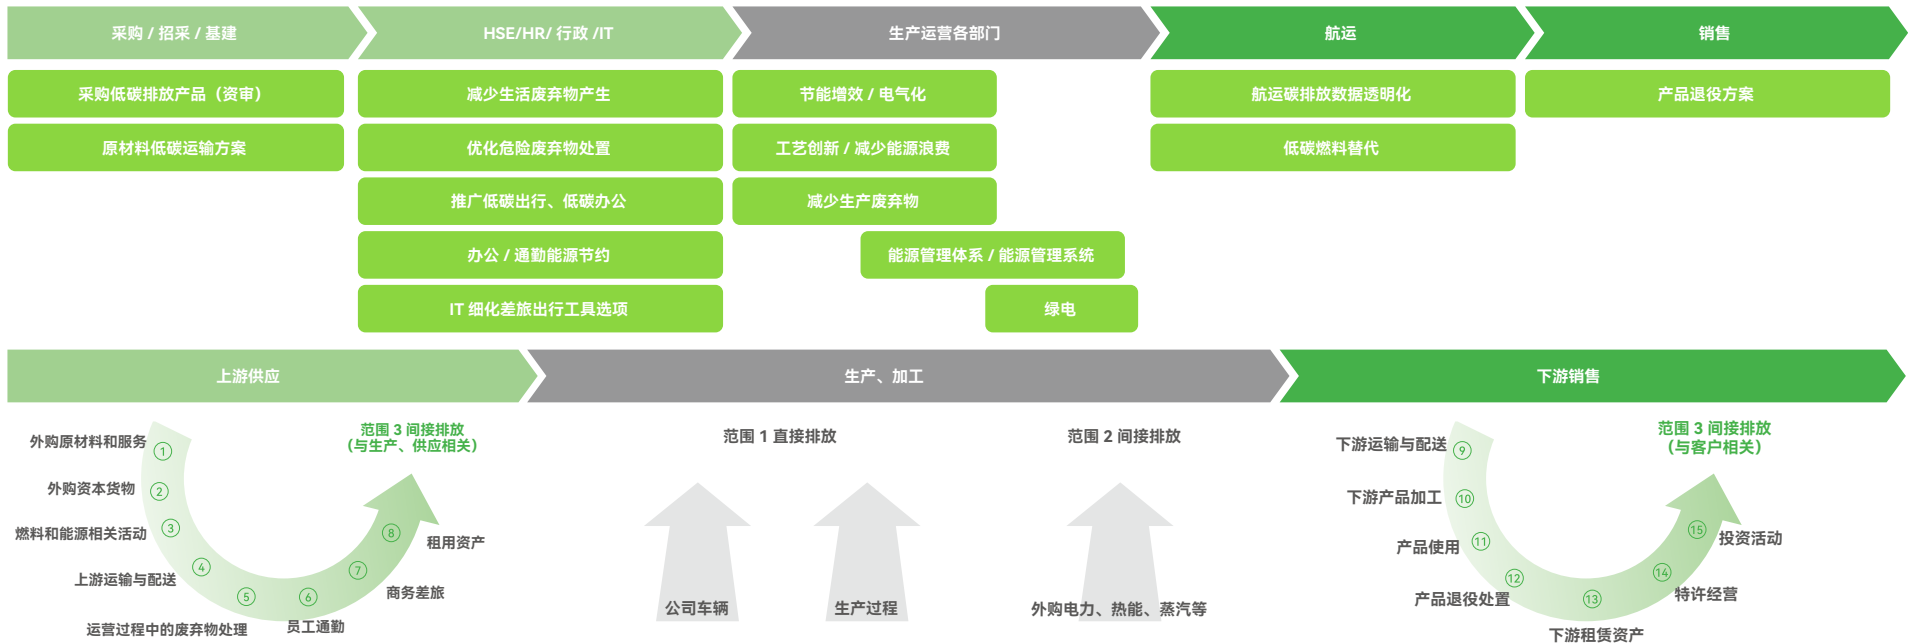 采购 / 招采 / 基建
HSE/HR/ 行政 /IT
生产运营各部门
航运
销售
采购低碳排放产品（资审）
减少生活废弃物产生
节能增效 / 电气化
航运碳排放数据透明化
产品退役方案
原材料低碳运输方案
优化危险废弃物处置
工艺创新 / 减少能源浪费
低碳燃料替代
推广低碳出行、低碳办公
减少生产废弃物
办公 / 通勤能源节约
能源管理体系 / 能源管理系统
IT 细化差旅出行工具选项
绿电
上游供应
生产、加工
下游销售
范围 3 间接排放
（与生产、供应相关）
外购原材料和服务
1
外购资本货物
2
燃料和能源相关活动
3
上游运输与配送
4
运营过程中的废弃物处理
5
员工通勤
6
商务差旅
7
租用资产
8
范围 1 直接排放
公司车辆
生产过程
范围 2 间接排放
外购电力、热能、蒸汽等
范围 3 间接排放
（与客户相关）
下游运输与配送
9
下游产品加工
10
产品使用
11
产品退役处置
12
下游租赁资产
13
特许经营
14
投资活动
15